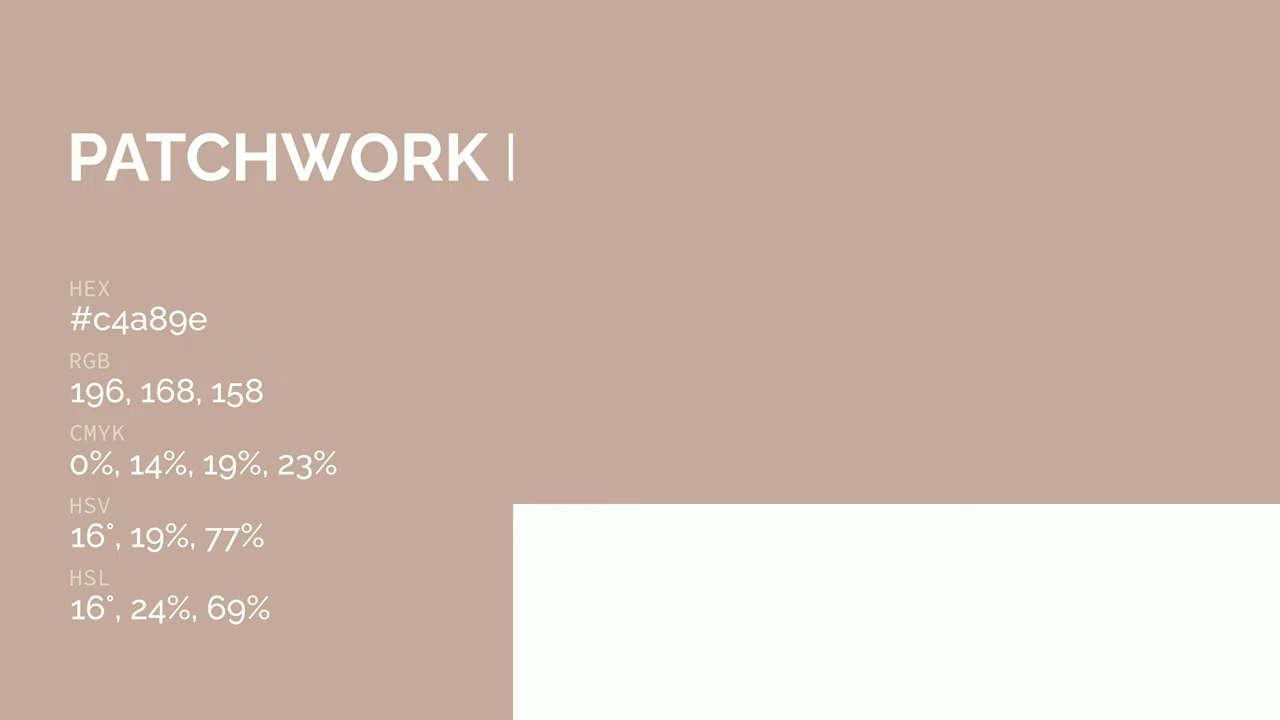 PATCHWORK |
HEX
#c4a89e
RGB
196, 168, 158
CMYK
0%, 14%, 19%, 23%
HSV
16°, 19%, 77%
HSL
16°, 24%, 69%